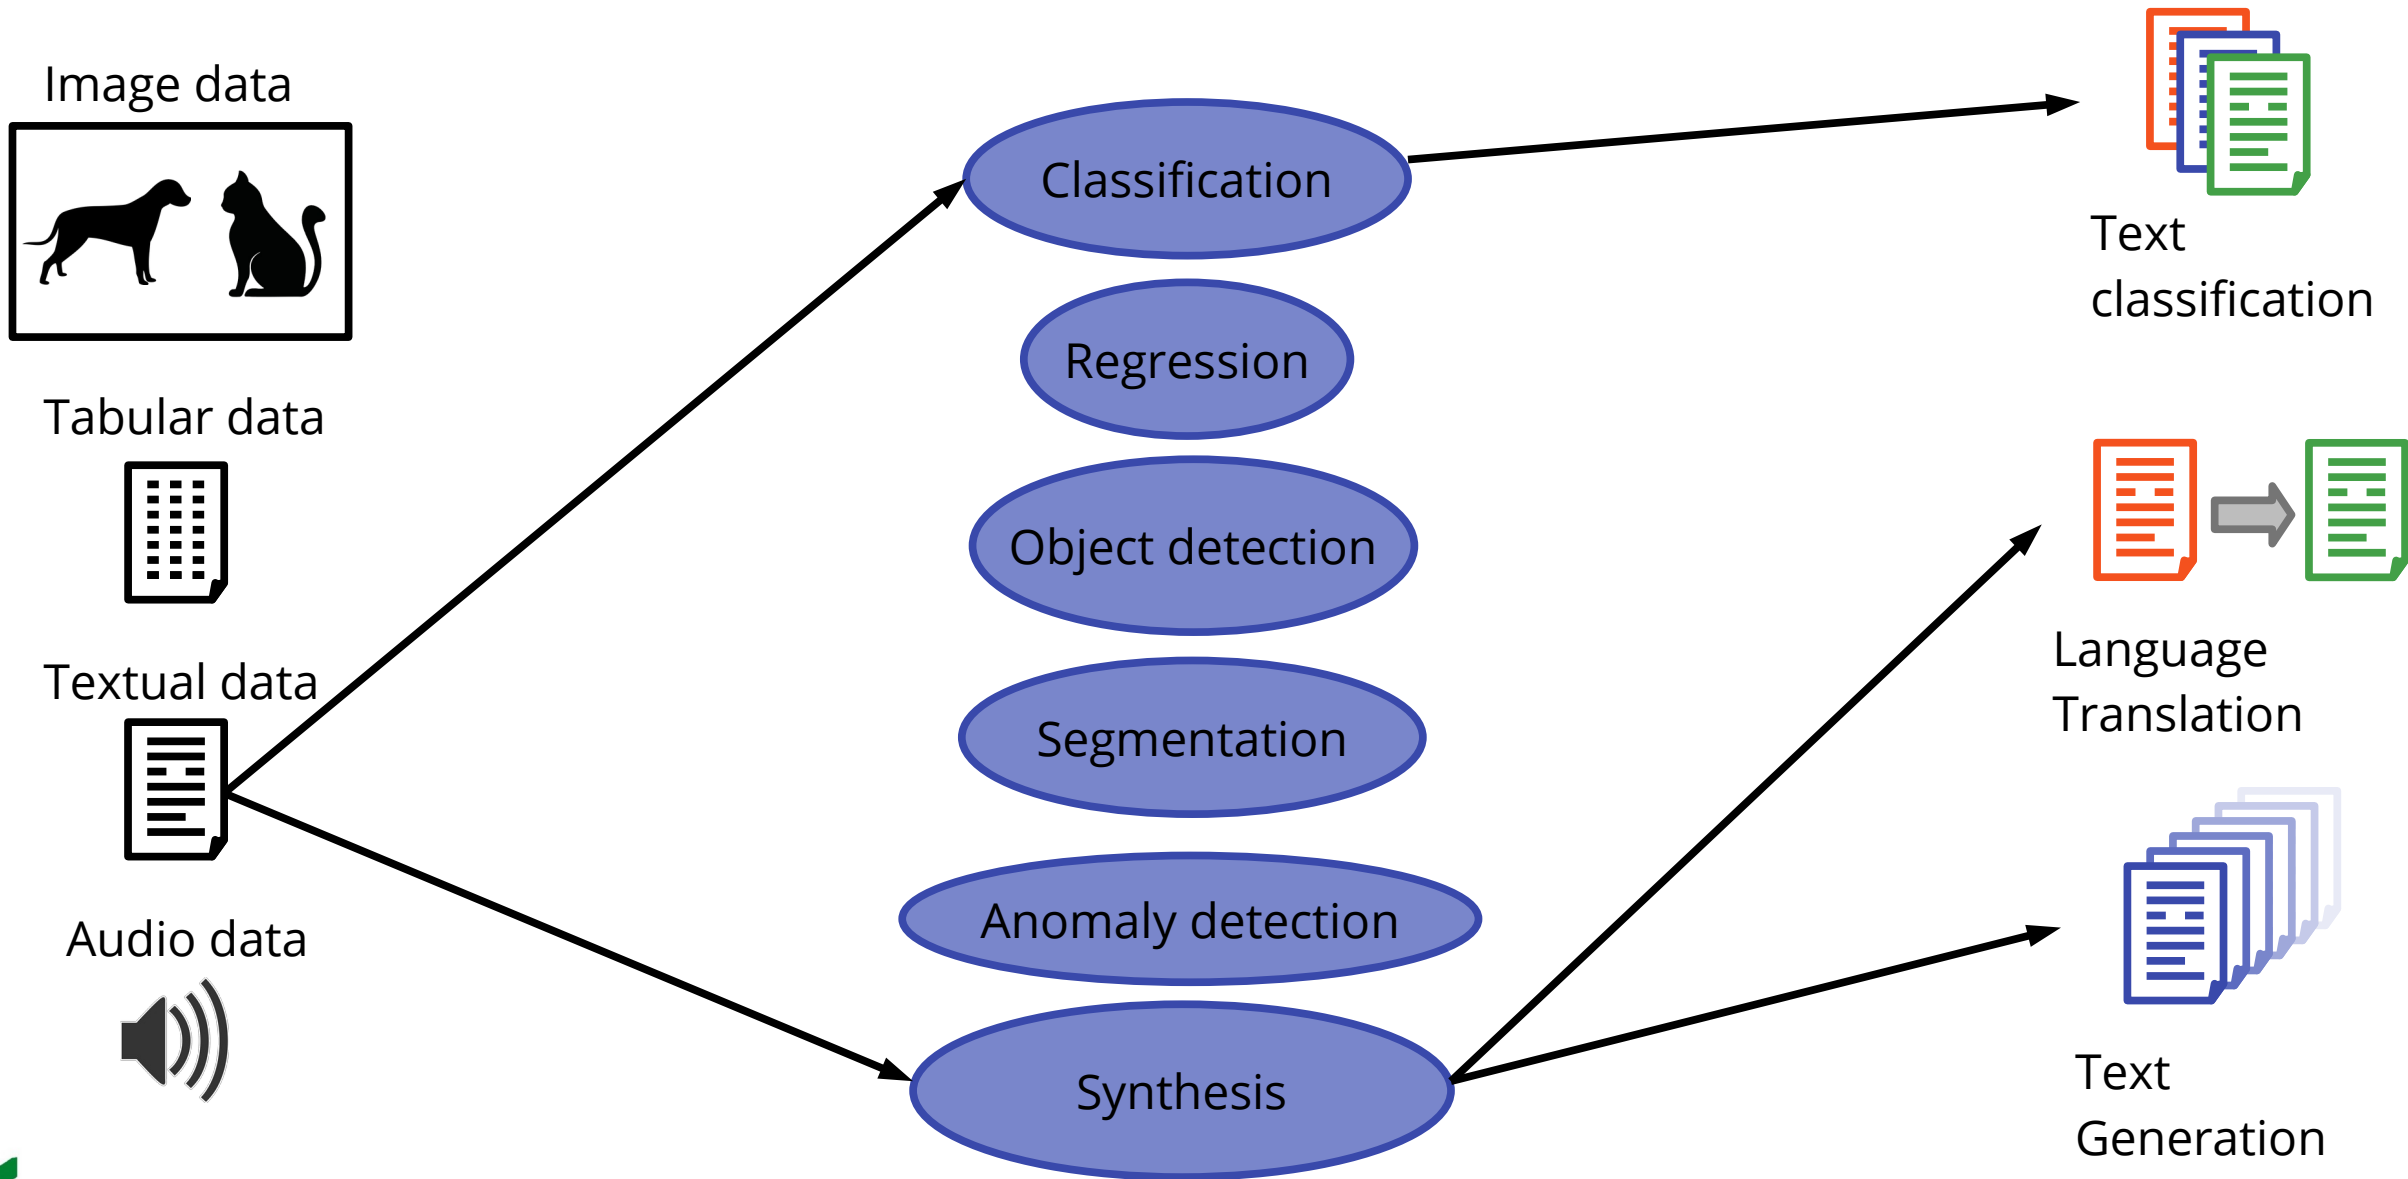 Image data
Tabular data
Textual data
Audio data
Classification
Regression
Object detection
Segmentation
Anomaly detection
Synthesis
Text
classification
Language
Translation
Text
Generation